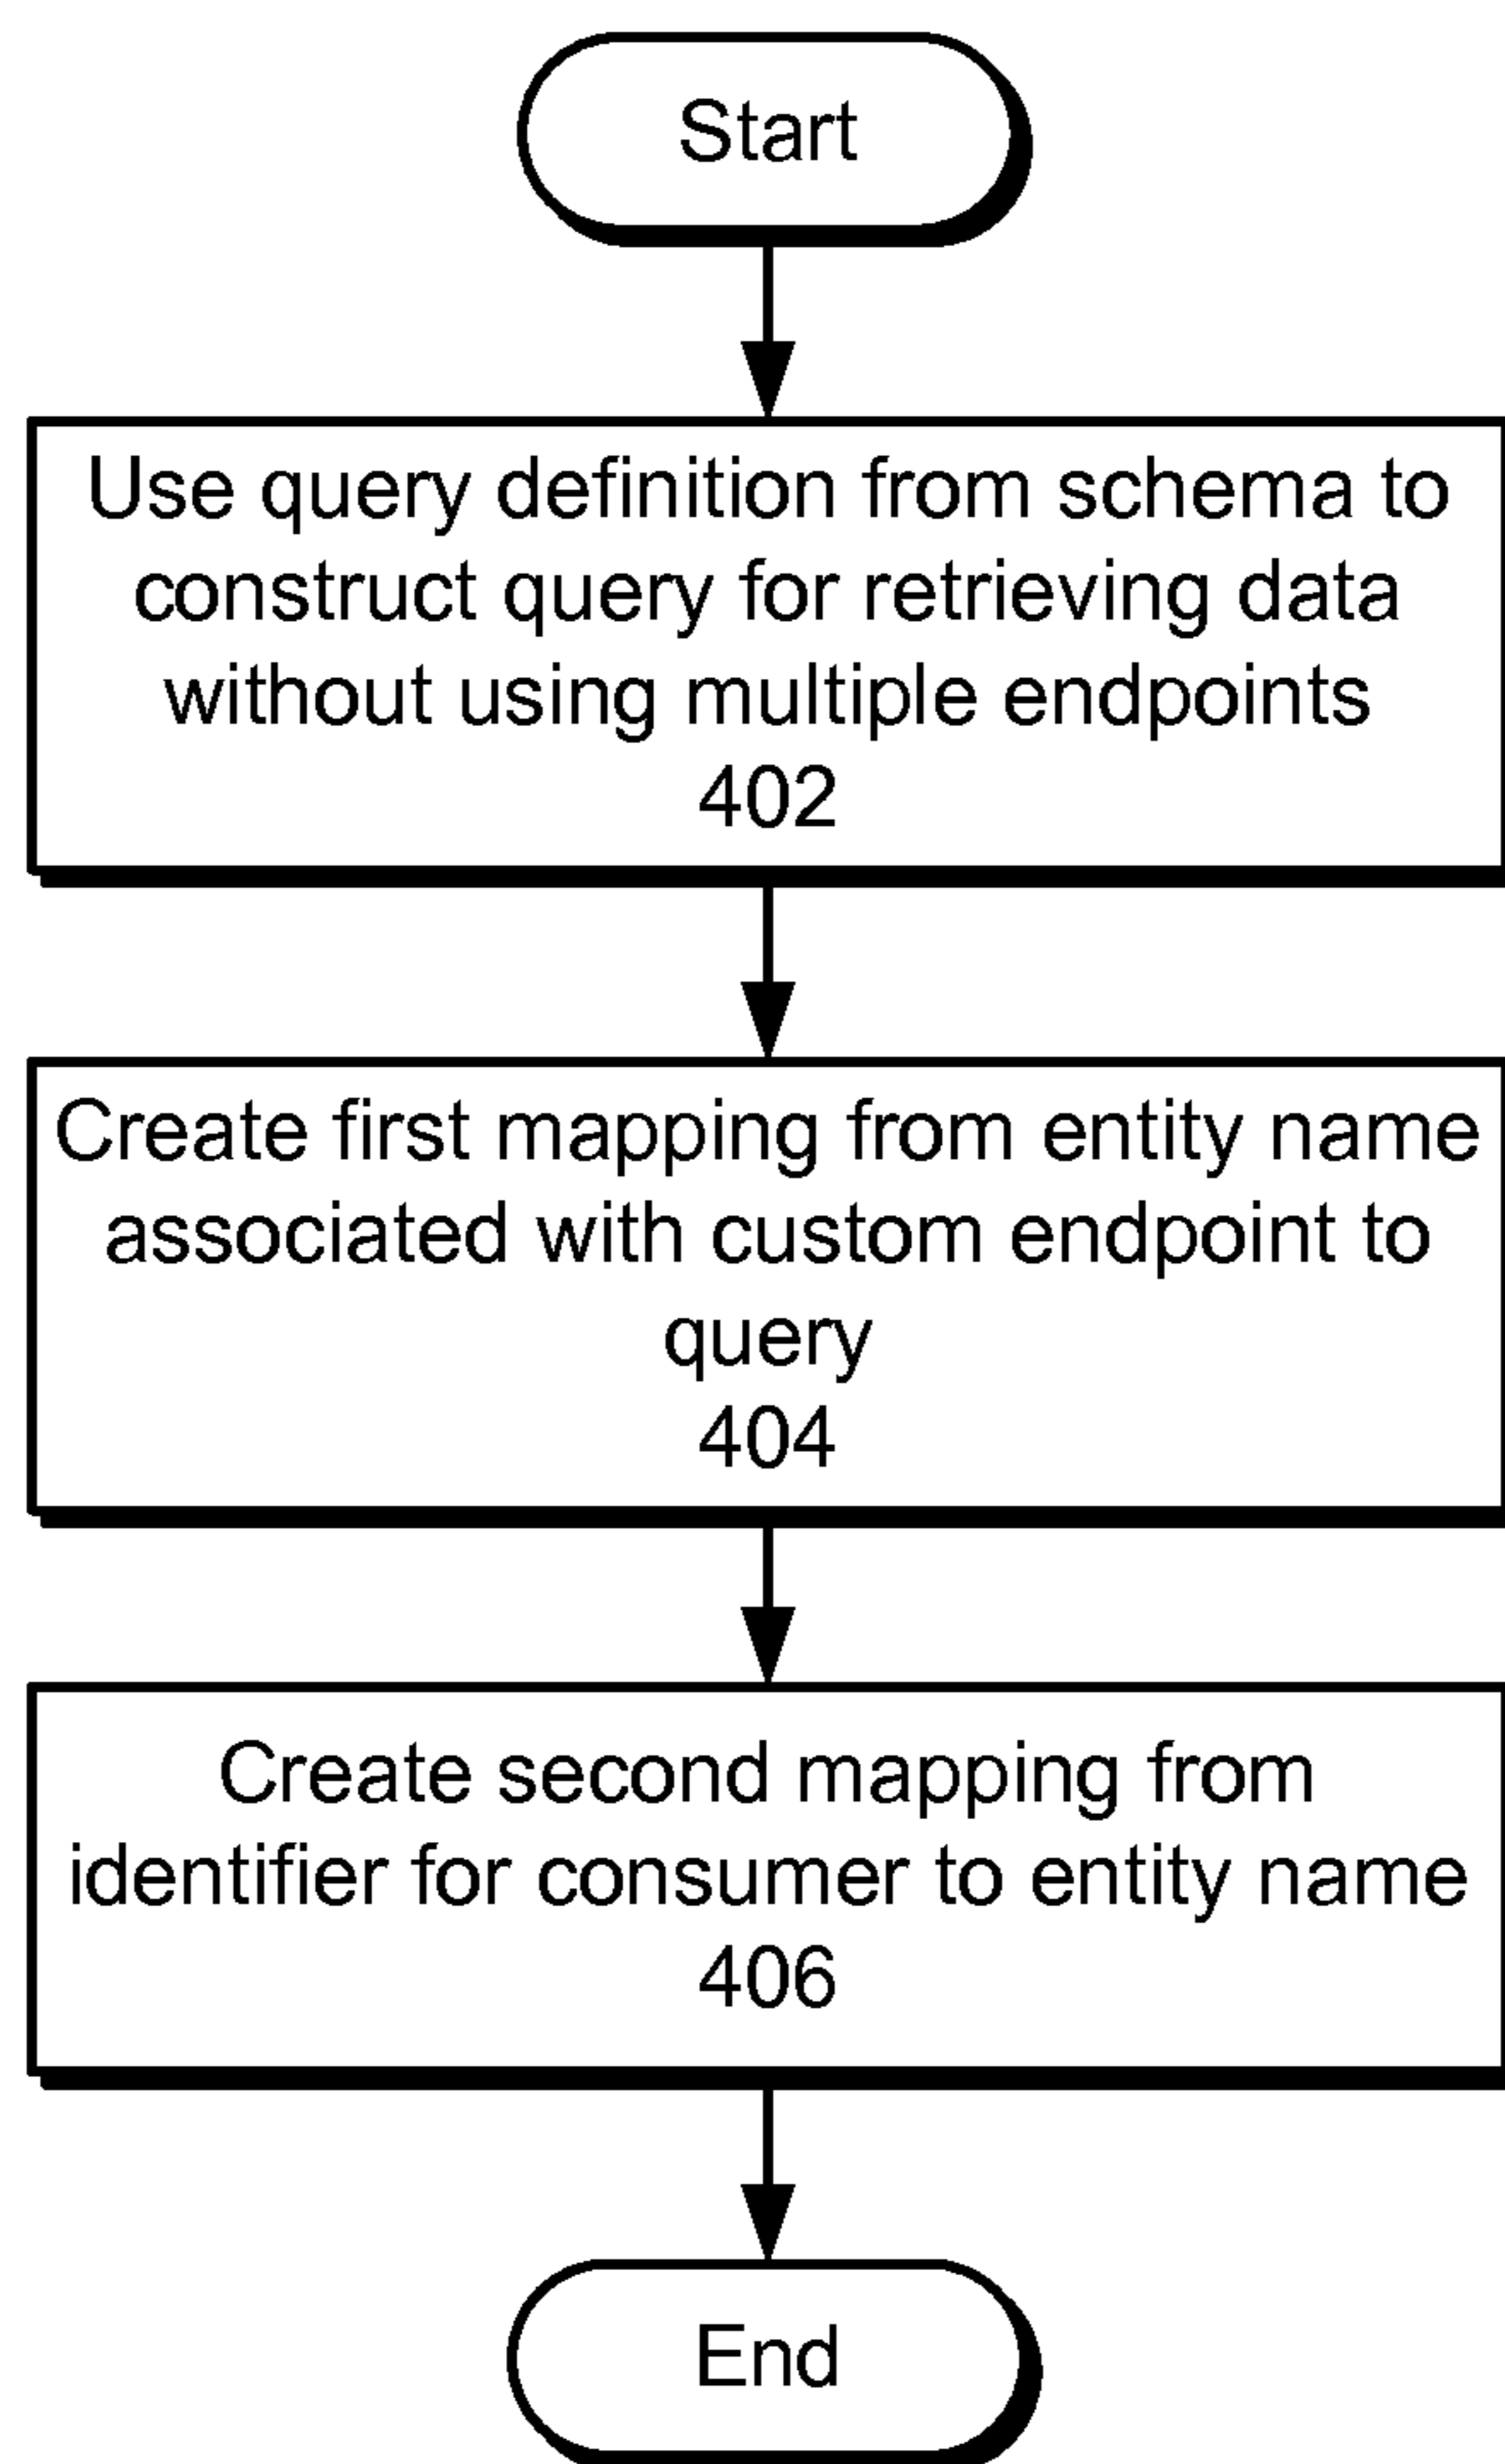 Start
Use query definition from schema to
construct query for retrieving data
without using multiple endpoints
402
Create first mapping from entity name
associated with custom endpoint to
query
404
Create second mapping from
identifier for consumer to entity name
406
End